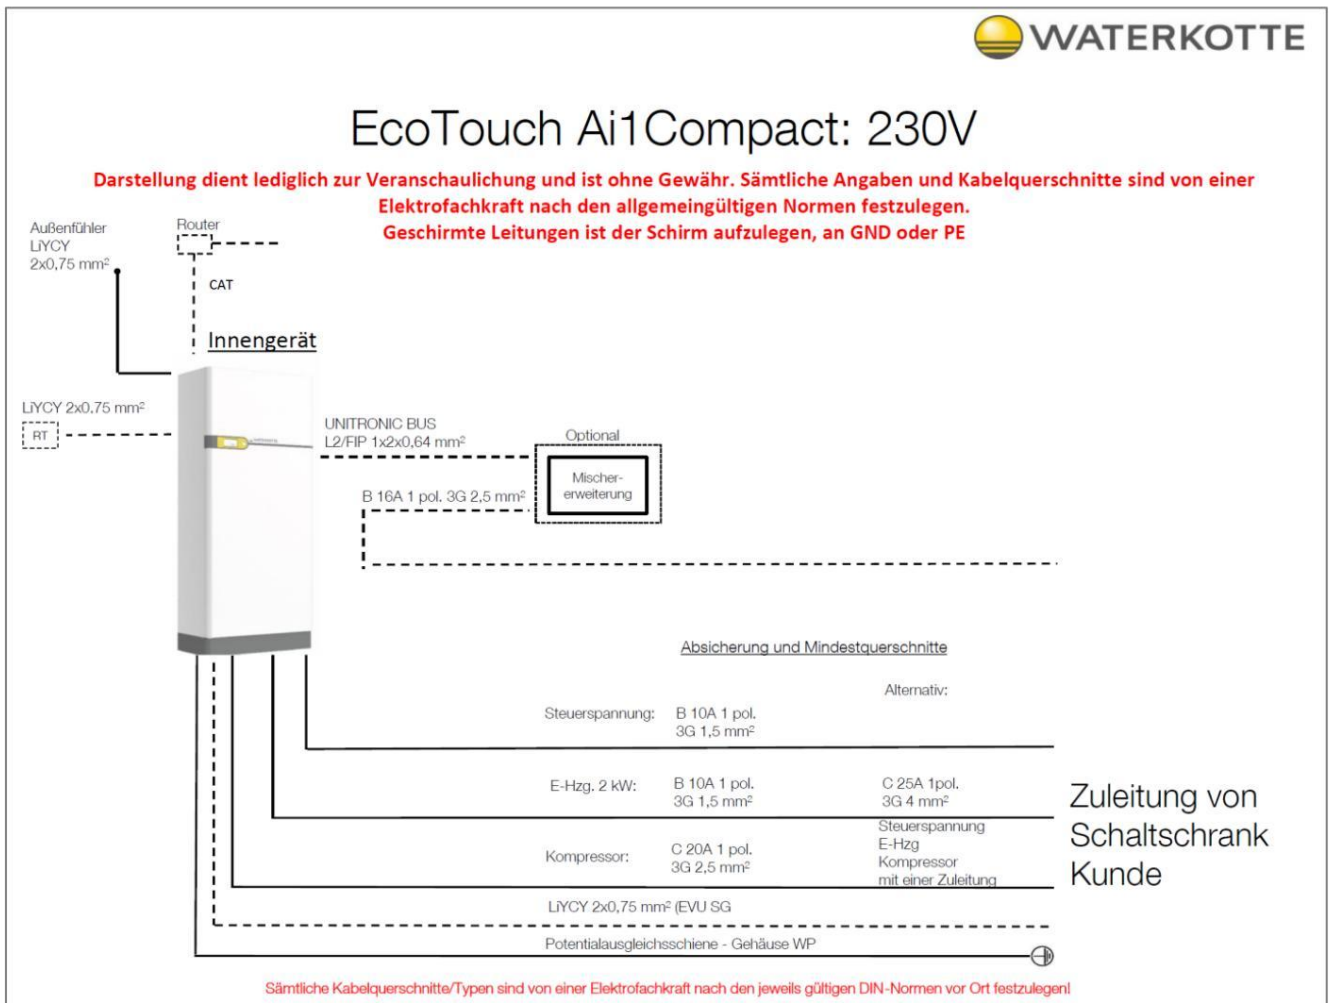 WATERKOTTE
EcoTouch Ai1Compact: 230V
Darstellung dient lediglich zur Veranschaulichung und ist ohne Gewähr. Sämtliche Angaben und Kabelquerschnitte sind von einer
Elektrofachkraft nach den allgemeingültigen Normen festzulegen.
Geschirmte Leitungen ist der Schirm aufzulegen, an GND oder PE
Außenfühler
LiYCY
2x0,75 mm²
Router
CAT
Innengerät
LiYCY 2x0.75 mm²
RT
UNITRONIC BUS
L2/FIP 1x2x0,64 mm²
Optional
Mischer-
erweiterung
B 16A 1 pol. 3G 2,5 mm²
Absicherung und Mindestquerschnitte
Alternativ:
Steuerspannung:
B 10A 1 pol.
3G 1,5 mm²
E-Hzg. 2 kW:
B 10A 1 pol.
3G 1,5 mm²
C 25A 1pol.
3G 4 mm²
Steuerspannung
E-Hzg
Kompressor
mit einer Zuleitung
Kompressor:
C 20A 1 pol.
3G 2,5 mm²
Zuleitung von
Schaltschrank
Kunde
LiYCY 2x0,75 mm² (EVU SG
Potentialausgleichsschiene - Gehäuse WP
Sämtliche Kabelquerschnitte/Typen sind von einer Elektrofachkraft nach den jeweils gültigen DIN-Normen vor Ort festzulegen!